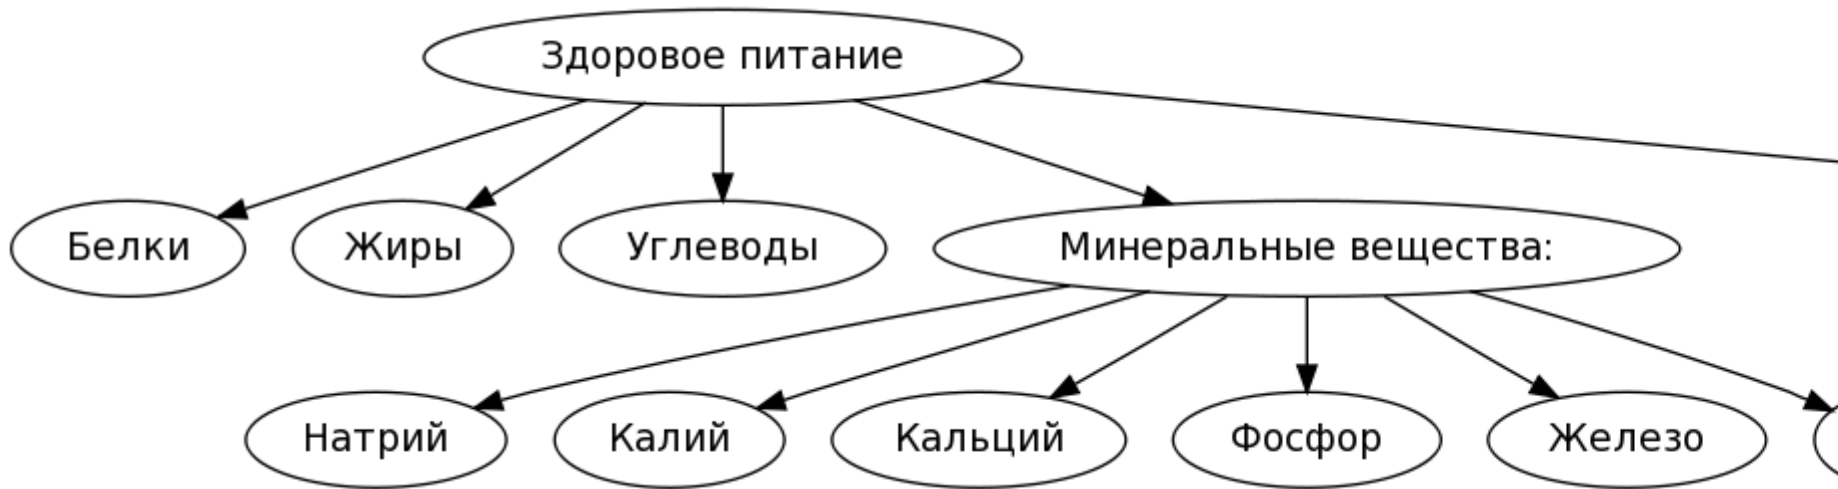 Здоровое питание
Белки
Жиры
Углеводы
Минеральные вещества:
Натрий
Калий
Кальций
Фосфор
Железо